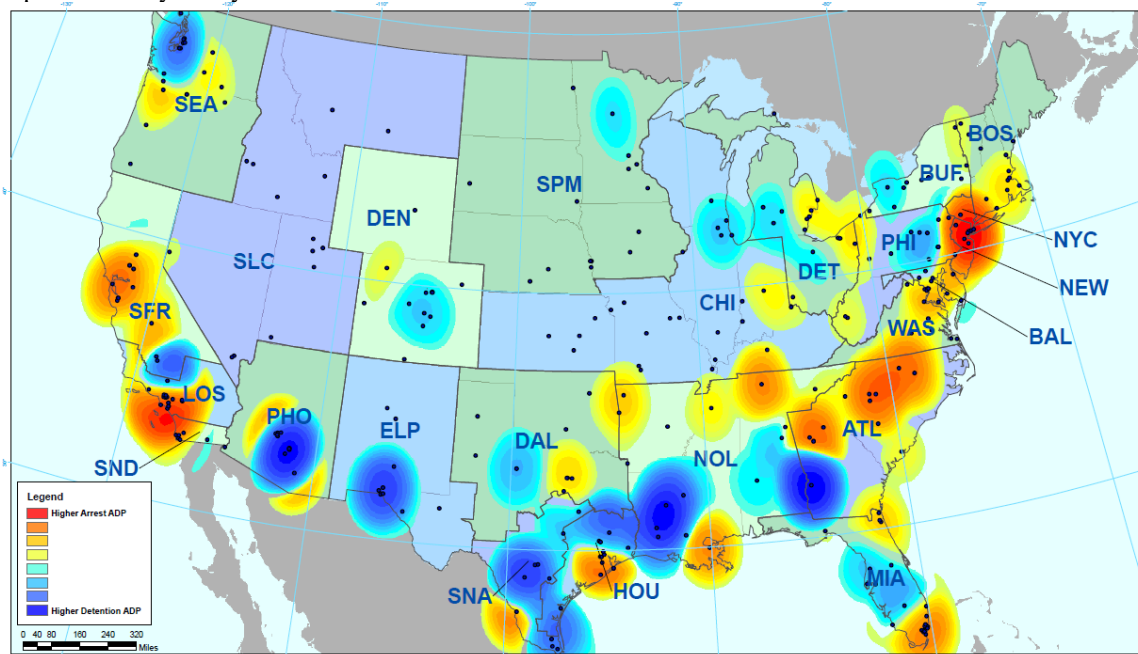 SEA
BOS
SPM
BUF
DEN
PHI
NYC
SLC
DET
NEW
CHI
SFR
WAS
BAL
LOS
PHO
ELP
DAL
ATL
SND
NOL
SNA
HOU
MIA
Legend
Higher Arrest ADP
Higher Detention ADP
0 40 80 160 240 320
Miles